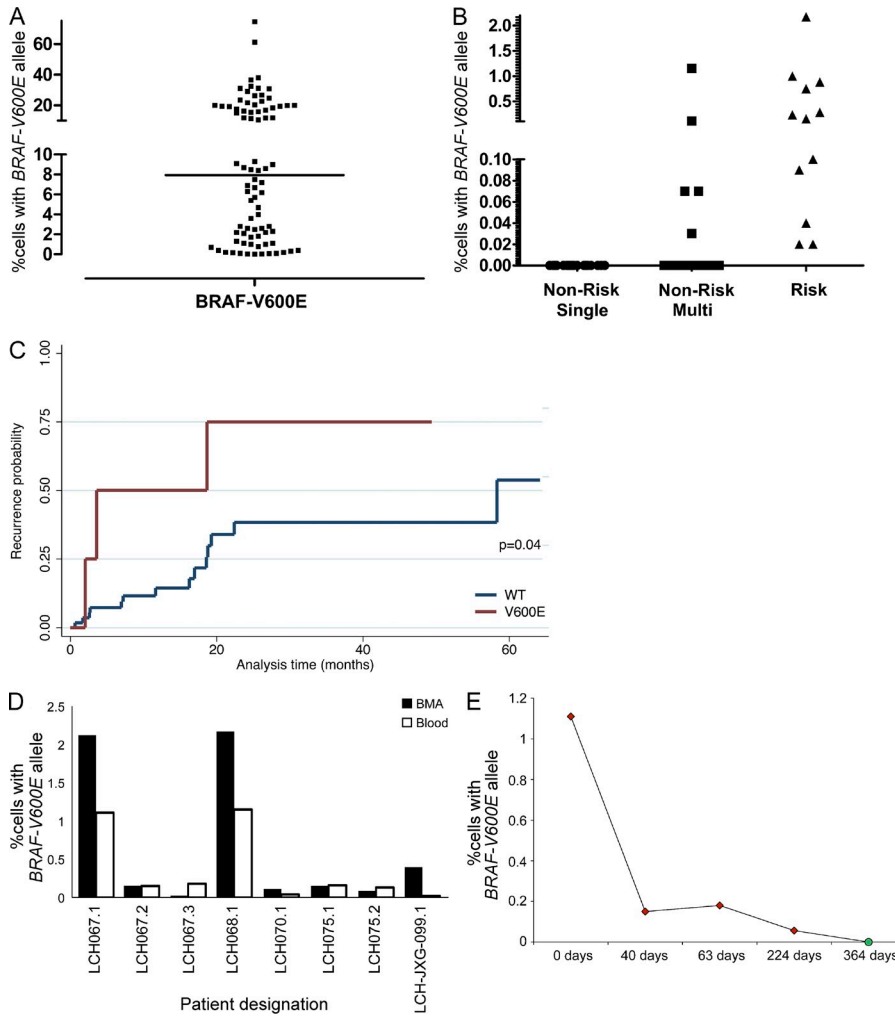 A
%cells with BRAF-V600E allele
60
40
20
10
8
6
4
2
0
BRAF-V600E
B
%cells with BRAF-V600E allele
2.0
1.5
1.0
0.5
0.10
0.08
0.06
0.04
0.02
0.00
Non-Risk
Single
Non-Risk
Multi
Risk
C
Recurrence probability
1.00
0.75
0.50
0.25
0.00
p=0.04
WT
V600E
0
20
40
60
Analysis time (months)
D
%cells with
BRAF-V600E allele
2.5
2
1.5
1
0.5
0
BMA
Blood
LCH067.1
LCH067.2
LCH067.3
LCH068.1
LCH070.1
LCH075.1
LCH075.2
LCH-JXG-099.1
Patient designation
E
%cells with
BRAF-V600E allele
1.2
1
0.8
0.6
0.4
0.2
0
0 days
40 days
63 days
224 days
364 days